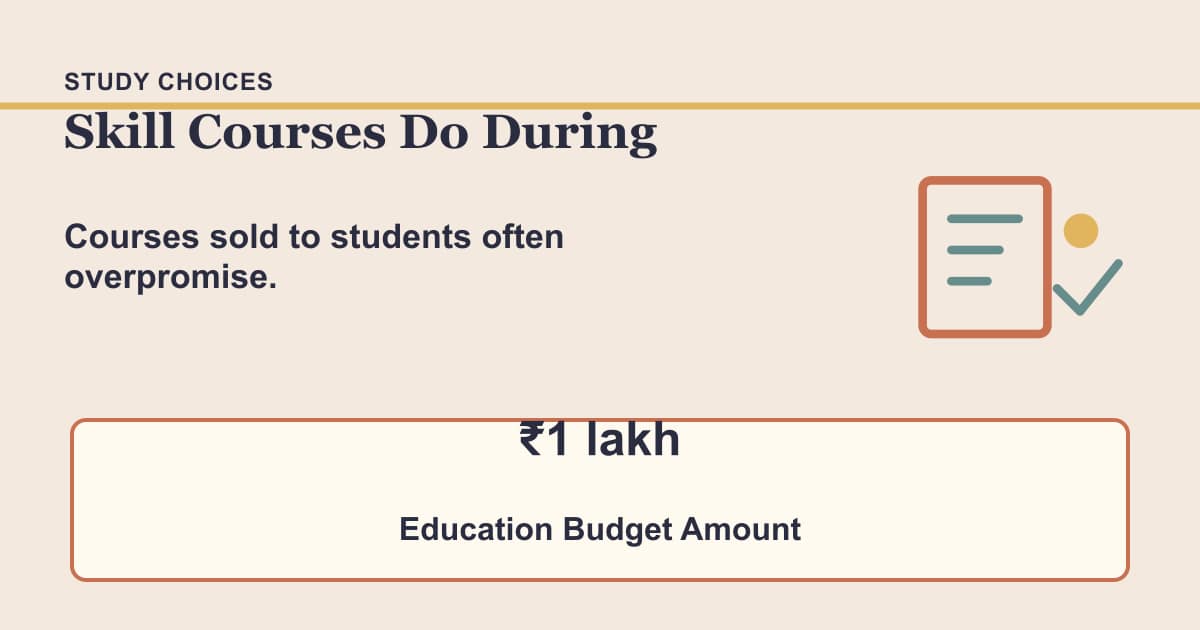 STUDY CHOICES
Skill Courses Do During
Courses sold to students often
overpromise.
₹1 lakh
Education Budget Amount